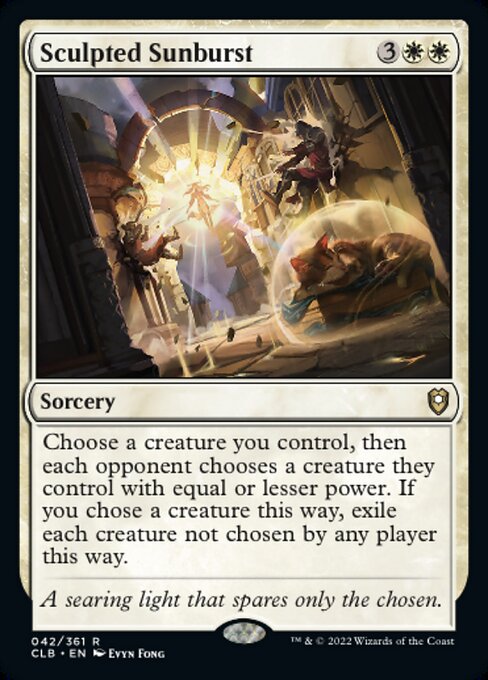 Sculpted Sunburst 3
Sorcery
Choose a creature you control, then
each opponent chooses a creature they
control with equal or lesser power. If
you chose a creature this way, exile
each creature not chosen by any player
this way.
A searing light that spares only the chosen.
042/361 R
CLB • EN Evyn Fong
™ & © 2022 Wizards of the Coast